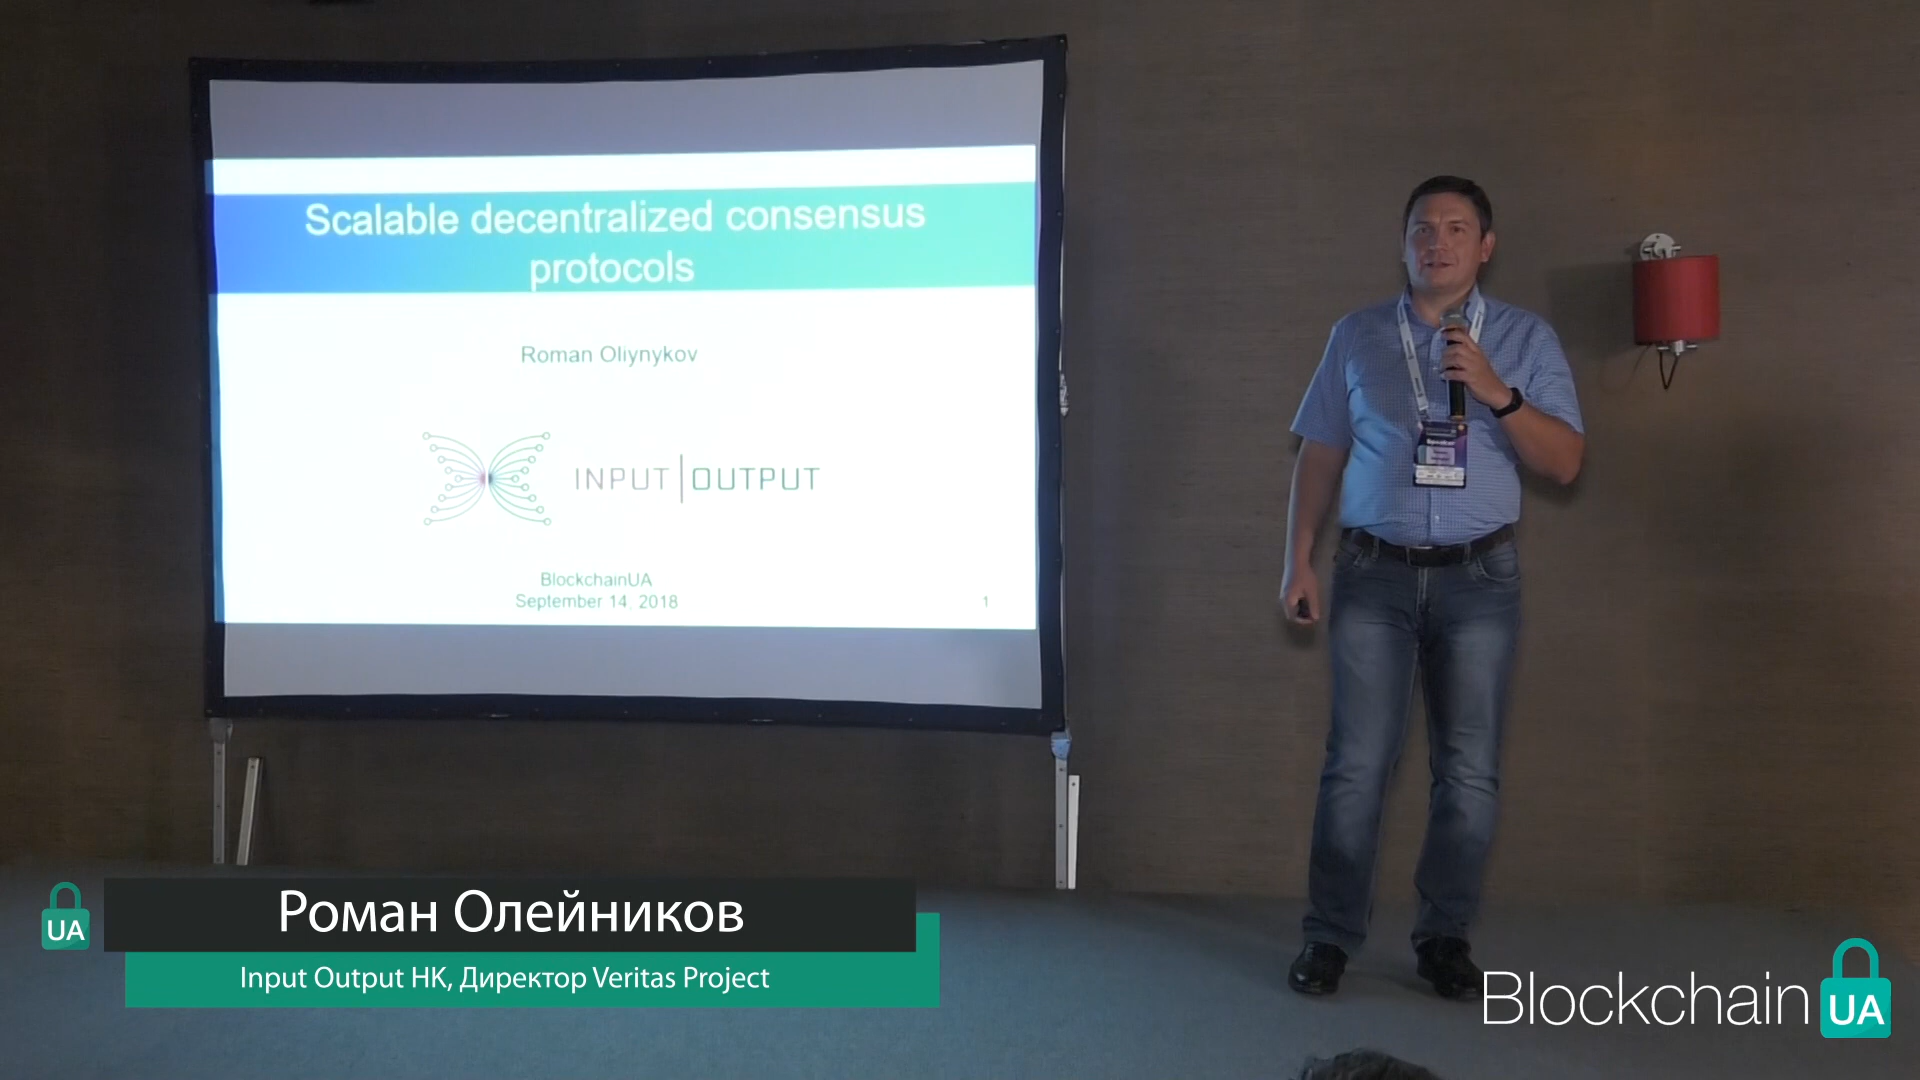 Scalable decentralized consensus
protocols
Roman Oliynykov
INPUT OUTPUT
BlockchainUA
September 14, 2018
1
Speaker
UA
Роман Олейников
Input Output HK, Директор Veritas Project
Blockchain UA